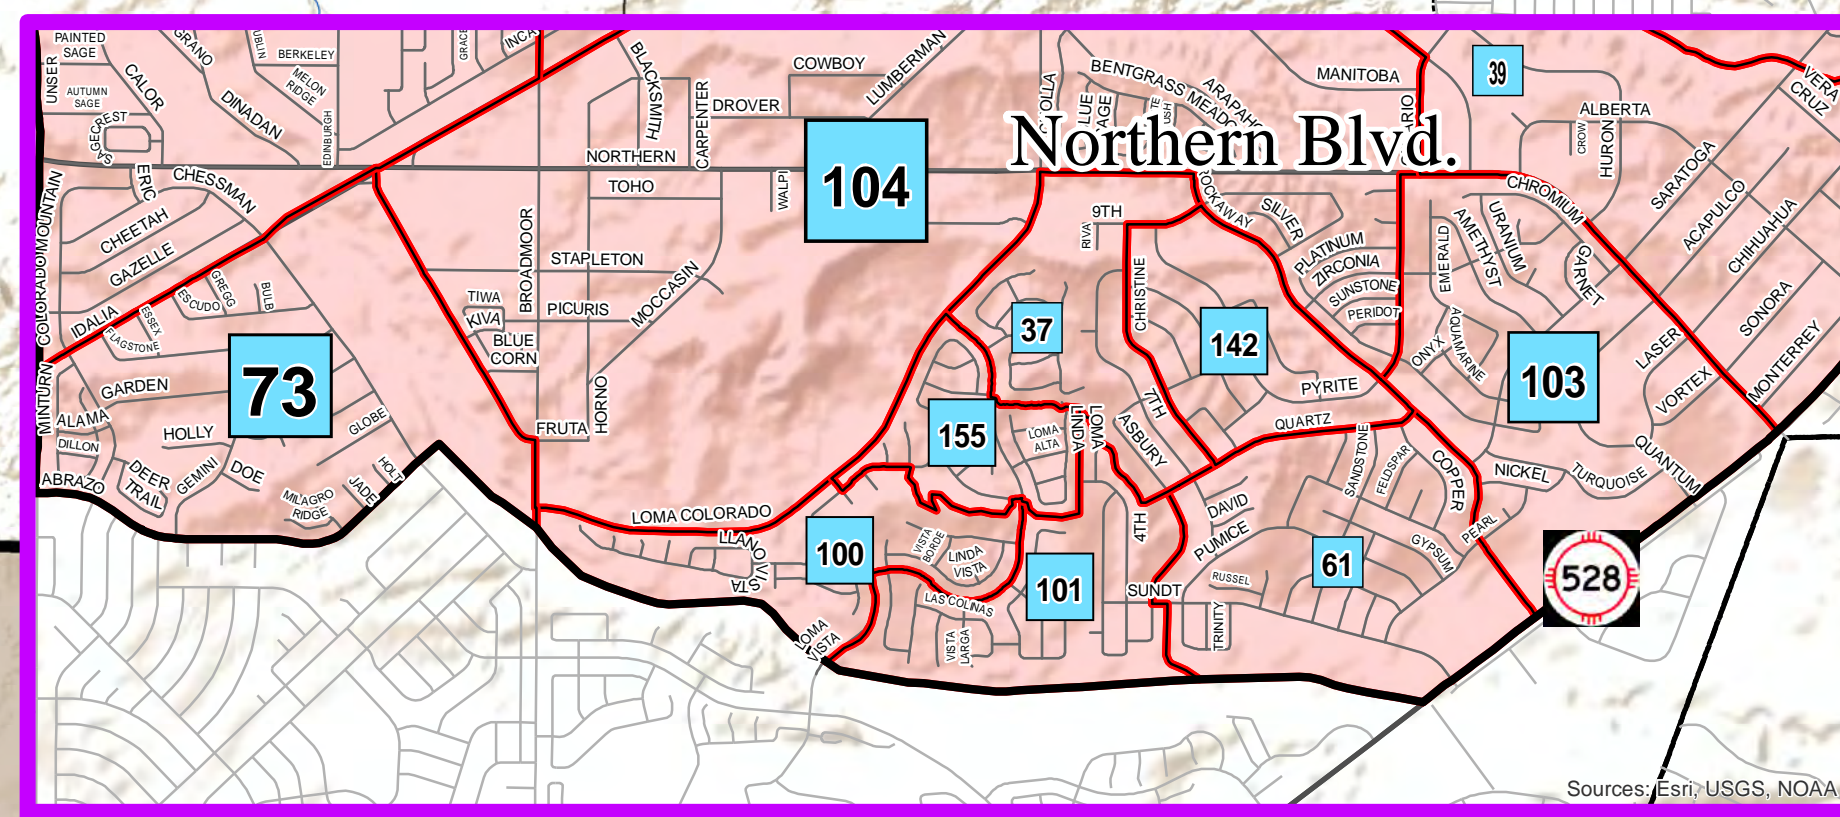 PAINTED
SAGE
GRANO
BERKELEY
GRACE
INCA
UNSER
CALOR
AUTUMN
SAGE
MELON
RIDGE
DINADAN
EDINBURGH
SAGECREST
BLACKSMITH
CARPENTER
COWBOY
DROVER
LUMBERMAN
NORTHERN
TOHO
WALPI
104
BENTGRASS MEADO
ARAPAHO
MANITOBA
39
VERA
CRUZ
ALBERTA
CROW
HURON
Northern Blvd.
SARATOGA
ACAPULCO
CHIHUAHUA
SONORA
MONTERREY
ERIC
CHESSMAN
CHEETAH
GAZELLE
COLORADOMOUNTAIN
IDALIA
ESSEX
FLAGSTONE
ESCUDO
GREGG
BULB
73
MINTURN
GARDEN
ALAMA
DILLON
HOLLY
GLOBE
ABRAZO
DEER
TRAIL
GEMINI
DOE
MILAGRO
RIDGE
JADE
HOLT
BROADMOOR
STAPLETON
TIWA
KIVA
PICURIS
MOCCASIN
BLUE
CORN
FRUTA
HORNO
LOMA COLORADO
LLANO
VISTA
9TH
RIVA
ROCKAWAY
SILVER
PLATINUM
ZIRCONIA
SUNSTONE
PERIDOT
CHRISTINE
37
142
155
LOMA
ALTA
LINDA
LOMA
ASBURY
7TH
PYRITE
QUARTZ
CHROMIUM
EMERALD
AMETHYST
URANIUM
GARNET
ONYX
AQUAMARINE
103
LASER
VORTEX
QUANTUM
NICKEL
TURQUOISE
COPPER
SANDSTONE
FELDSPAR
DAVID
PUMICE
4TH
GYPSUM
PEARL
61
528
RUSSEL
TRINITY
SUNDT
100
VISTA
BORDE
LINDA
VISTA
101
LAS COLINAS
VISTA
LARGA
LOMA
VISTA
Sources: Esri, USGS, NOAA